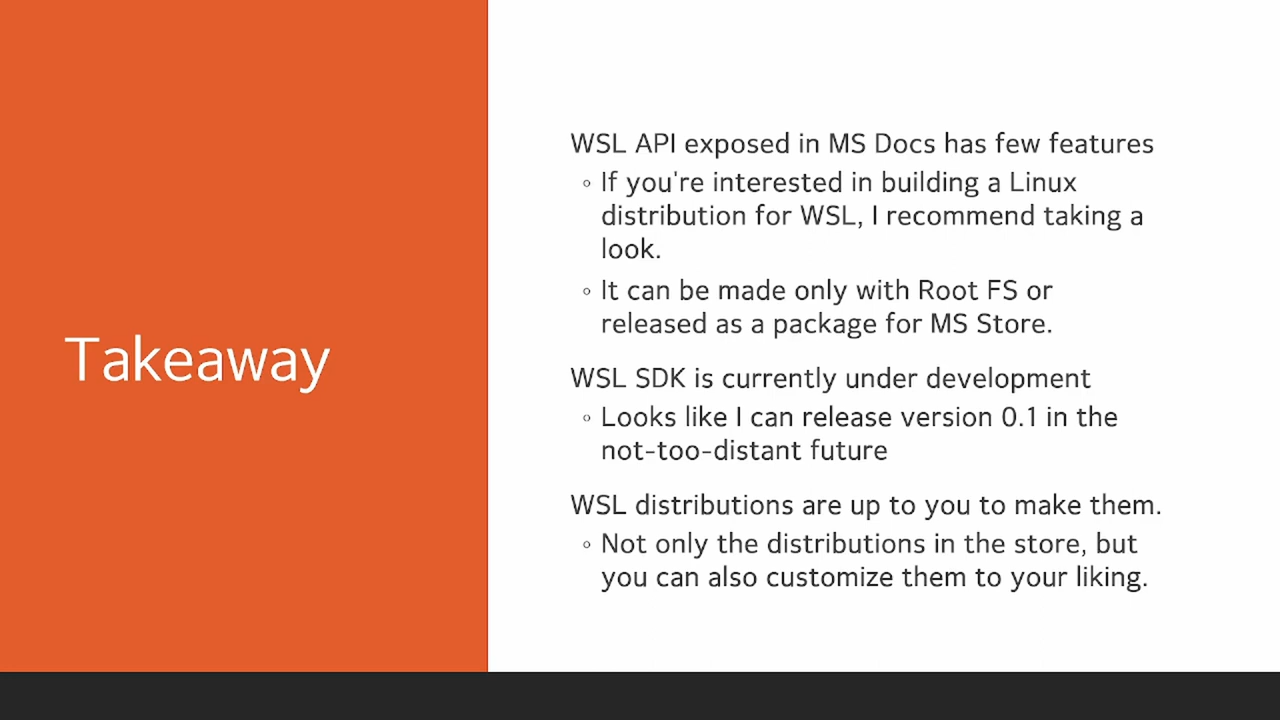 Takeaway
WSL API exposed in MS Docs has few features
◦ If you're interested in building a Linux
distribution for WSL, I recommend taking a
look.
◦ It can be made only with Root FS or
released as a package for MS Store.
WSL SDK is currently under development
◦ Looks like I can release version 0.1 in the
not-too-distant future
WSL distributions are up to you to make them.
◦ Not only the distributions in the store, but
you can also customize them to your liking.